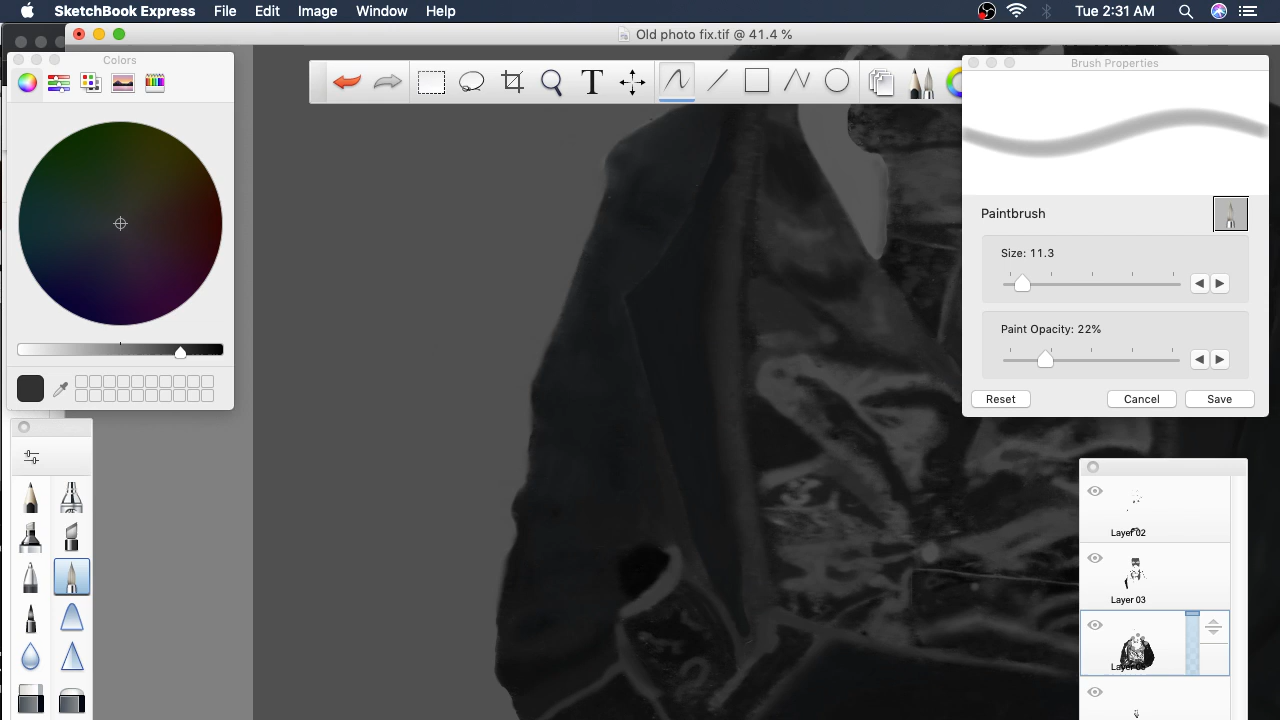 SketchBook Express File Edit Image Window Help Tue 2:31 AM
Old photo fix.tif @ 41.4 %
Colors
T
Brush Properties
Paintbrush
Size: 11.3
Paint Opacity: 22%
Reset Cancel Save
Layer 02
Layer 03